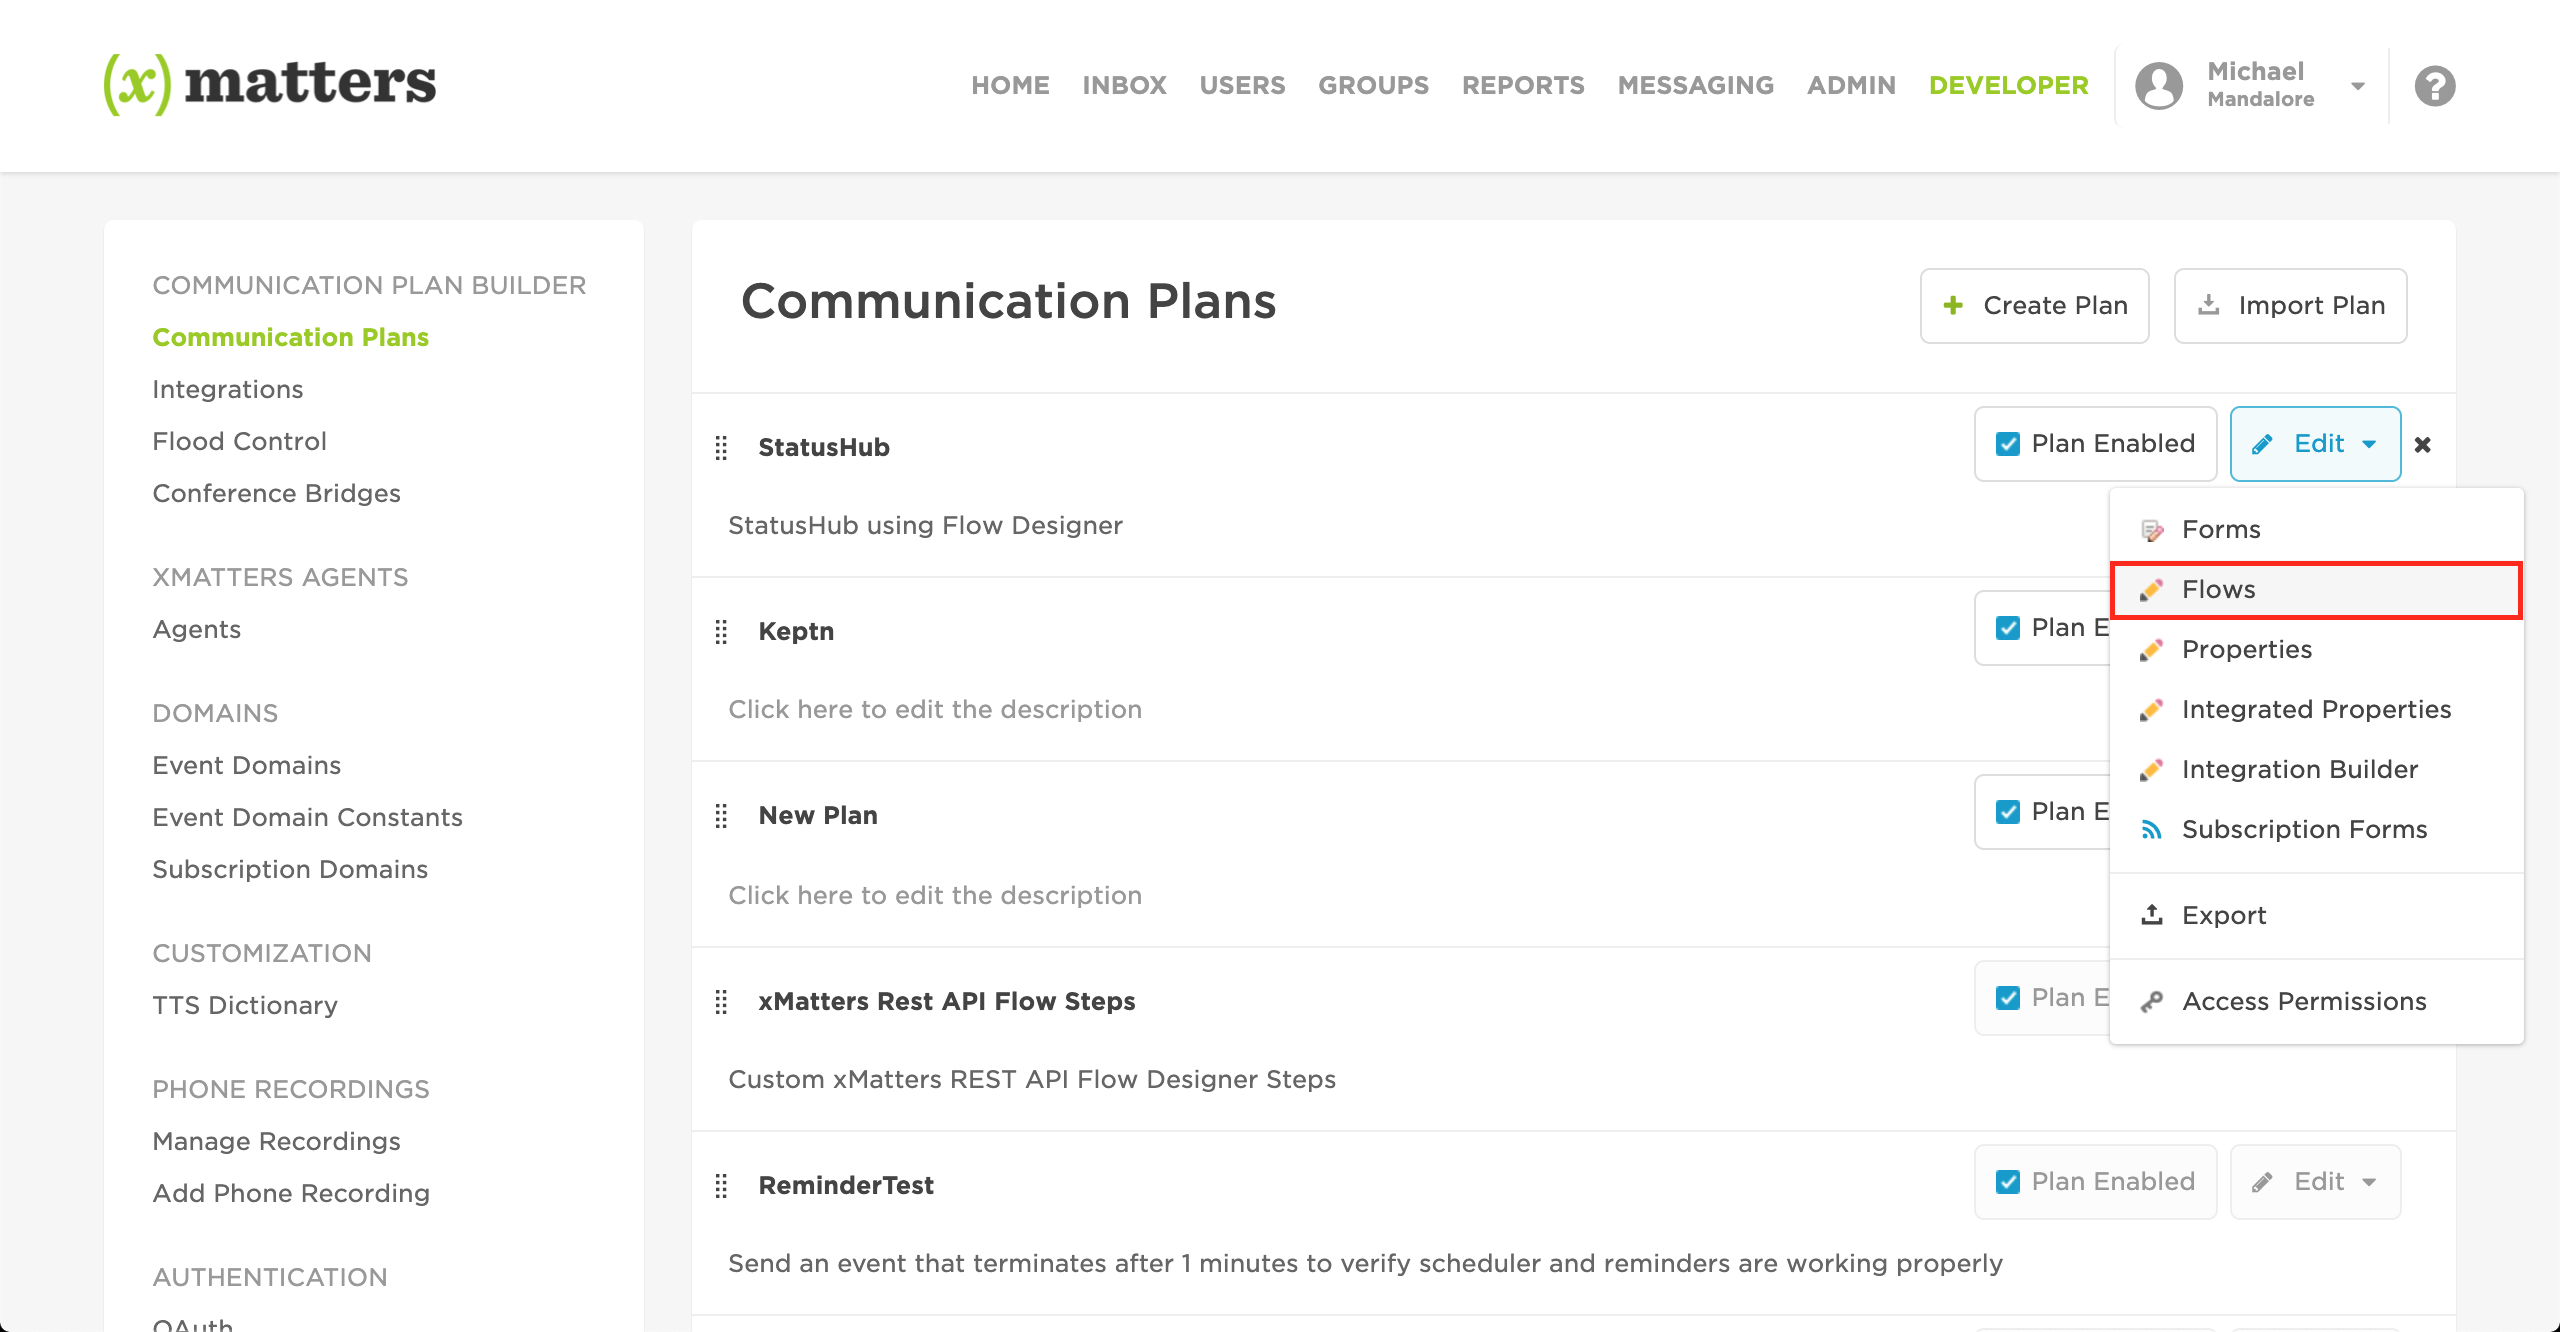 (x) matters
HOME INBOX USERS GROUPS REPORTS MESSAGING ADMIN DEVELOPER
Michael
Mandalore
?
COMMUNICATION PLAN BUILDER
Communication Plans
Integrations
Flood Control
Conference Bridges
XMATTERS AGENTS
Agents
DOMAINS
Event Domains
Event Domain Constants
Subscription Domains
CUSTOMIZATION
TTS Dictionary
PHONE RECORDINGS
Manage Recordings
Add Phone Recording
AUTHENTICATION
OAuth
Communication Plans
Create Plan
Import Plan
StatusHub
Plan Enabled
Edit
StatusHub using Flow Designer
Forms
Flows
Properties
Integrated Properties
Integration Builder
Subscription Forms
Export
Access Permissions
Keptn
Plan E
Click here to edit the description
New Plan
Plan E
Click here to edit the description
xMatters Rest API Flow Steps
Plan E
Custom xMatters REST API Flow Designer Steps
ReminderTest
Plan Enabled
Edit
Send an event that terminates after 1 minutes to verify scheduler and reminders are working properly